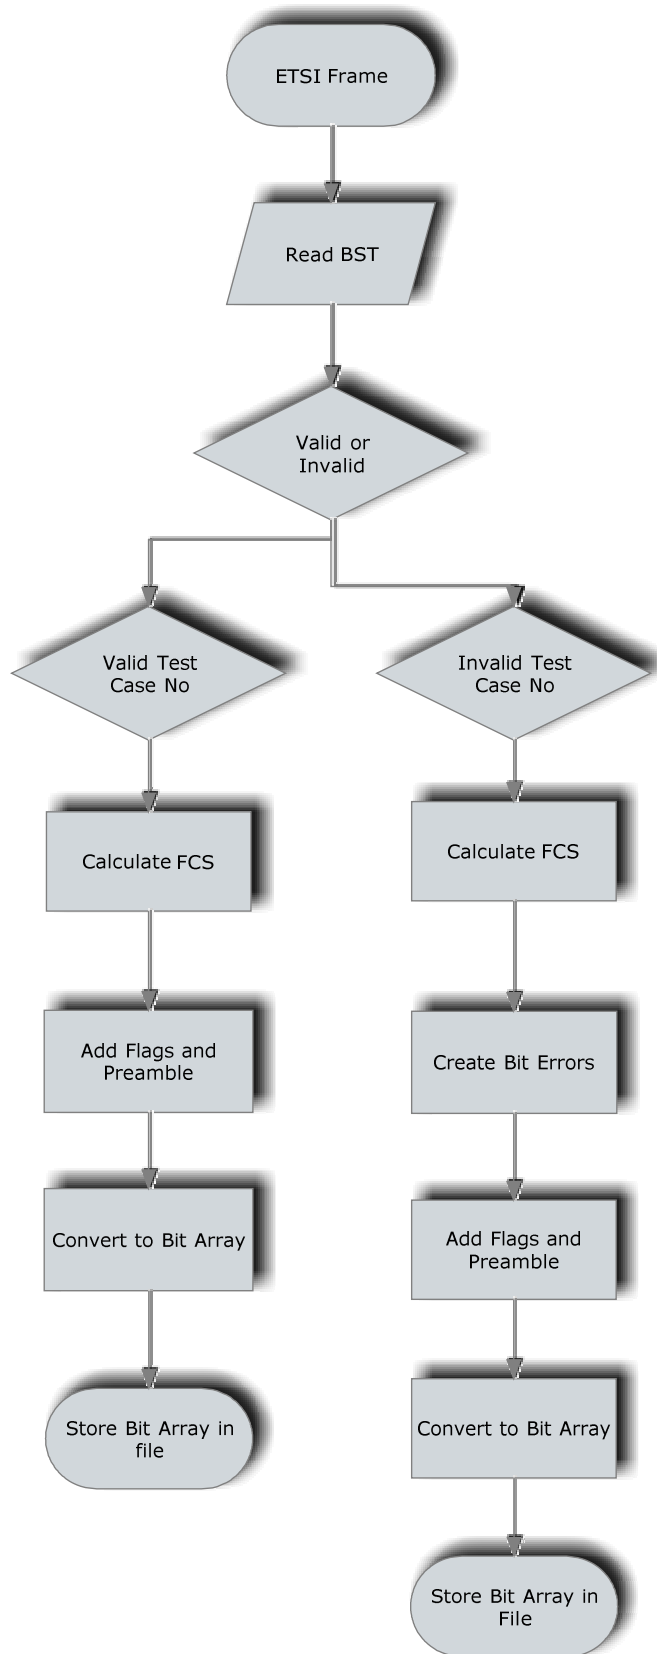 ETSI Frame
Read BST
Valid or
Invalid
Valid Test
Case No
Calculate FCS
Add Flags and
Preamble
Convert to Bit Array
Store Bit Array in
file
Invalid Test
Case No
Calculate FCS
Create Bit Errors
Add Flags and
Preamble
Convert to Bit Array
Store Bit Array in
File